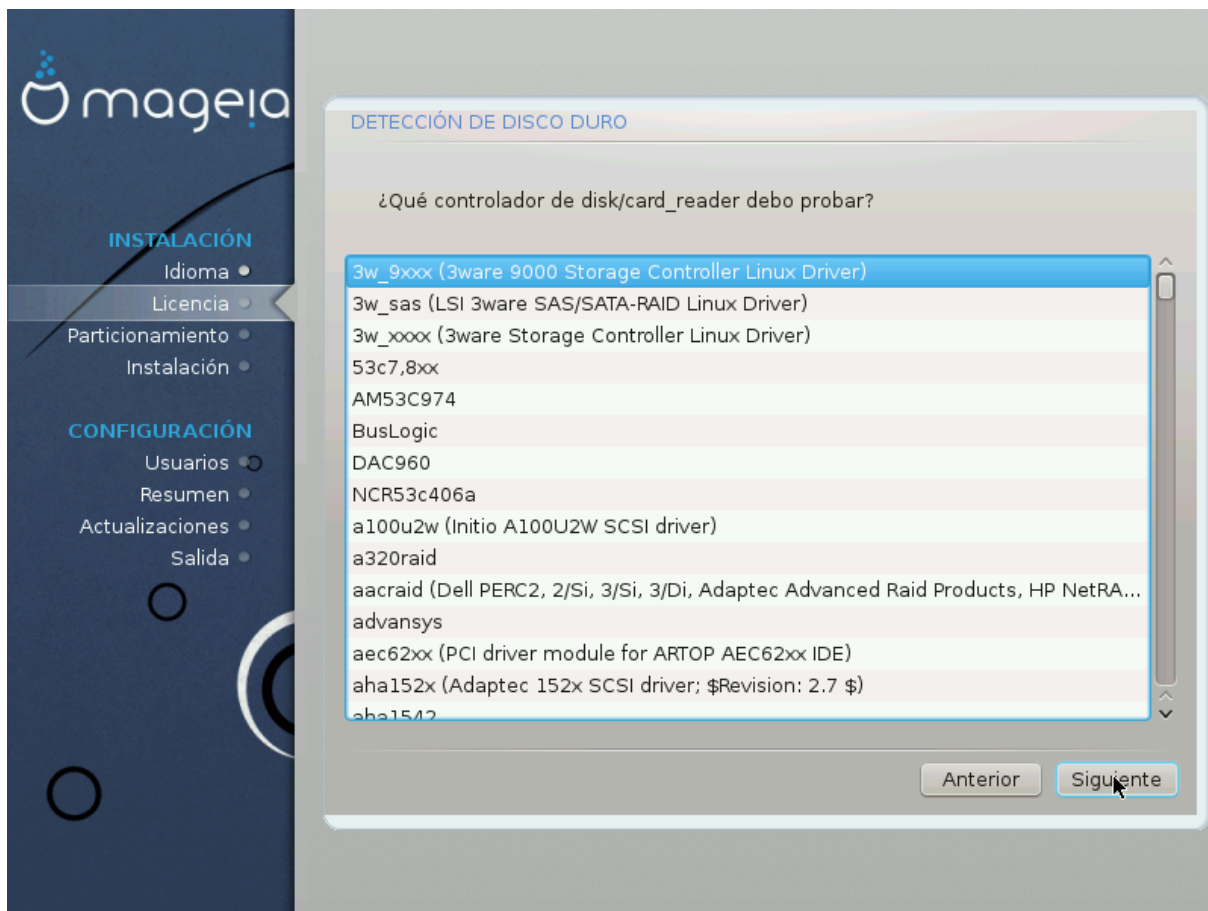 mageia
INSTALACIÓN
Idioma
Licencia
Particionamiento
Instalación
CONFIGURACIÓN
Usuarios
Resumen
Actualizaciones
Salida
DETECCIÓN DE DISCO DURO
¿Qué controlador de disk/card_reader debo probar?
3w_9xxx (3ware 9000 Storage Controller Linux Driver)
3w_sas (LSI 3ware SAS/SATA-RAID Linux Driver)
3w_xxxx (3ware Storage Controller Linux Driver)
53c7,8xx
AM53C974
BusLogic
DAC960
NCR53c406a
a100u2w (Initio A100U2W SCSI driver)
a320raid
aacraid (Dell PERC2, 2/Si, 3/Si, 3/Di, Adaptec Advanced Raid Products, HP NetRA...
advansys
aec62xx (PCI driver module for ARTOP AEC62xx IDE)
aha152x (Adaptec 152x SCSI driver; $Revision: 2.7 $)
aha1542
Anterior
Siguiente